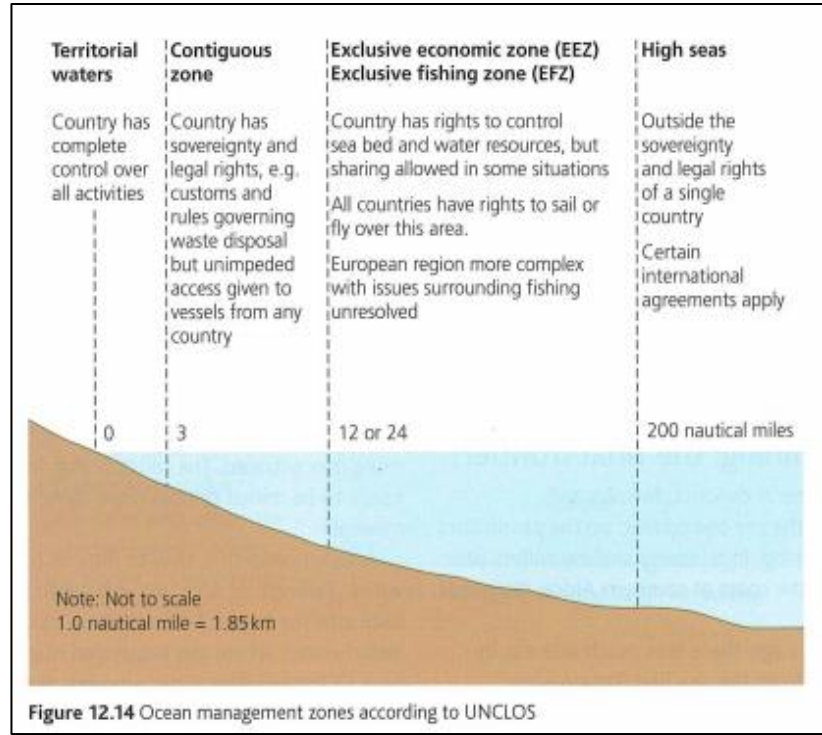 Territorial
waters
Country has
complete
control over
all activities
Contiguous
zone
Country has
sovereignty and
legal rights, e.g.
customs and
rules governing
waste disposal
but unimpeded
access given to
vessels from any
country
Exclusive economic zone (EEZ)
Exclusive fishing zone (EFZ)
Country has rights to control
sea bed and water resources, but
sharing allowed in some situations
All countries have rights to sail or
fly over this area.
European region more complex
with issues surrounding fishing
unresolved
High seas
Outside the
sovereignty
and legal rights
of a single
country
Certain
international
agreements apply
0
3
12 or 24
200 nautical miles
Note: Not to scale
1.0 nautical mile = 1.85 km
Figure 12.14 Ocean management zones according to UNCLOS